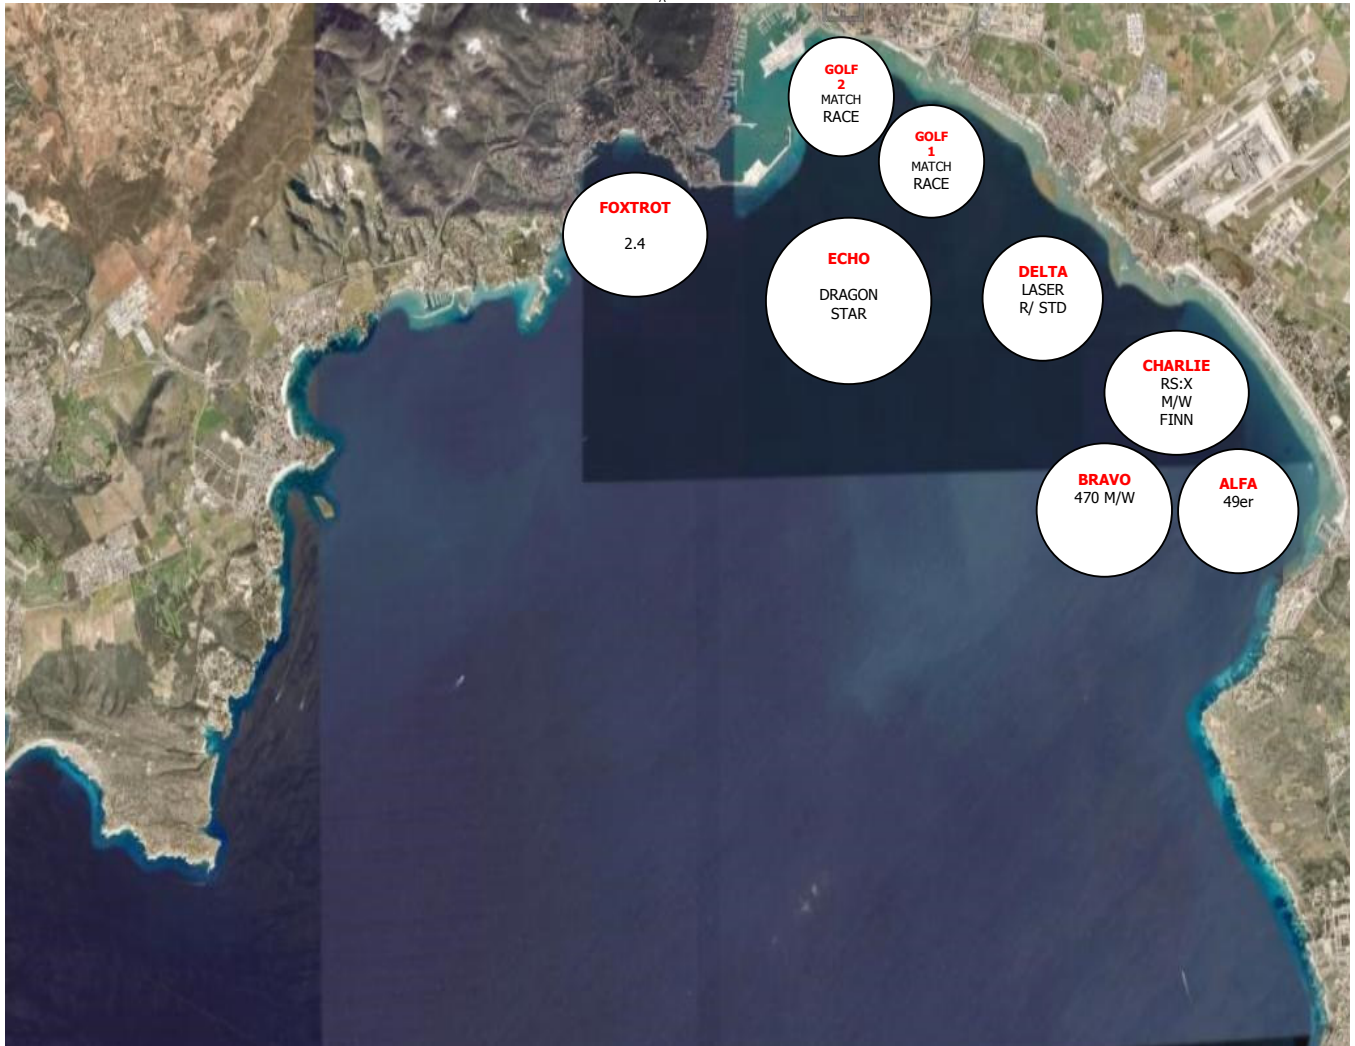 GOLF
2
MATCH
RACE
GOLF
1
MATCH
RACE
FOXTROT
2.4
ECHO
DRAGON
STAR
DELTA
LASER
R/ STD
CHARLIE
RS:X
M/W
FINN
BRAVO
470 M/W
ALFA
49er